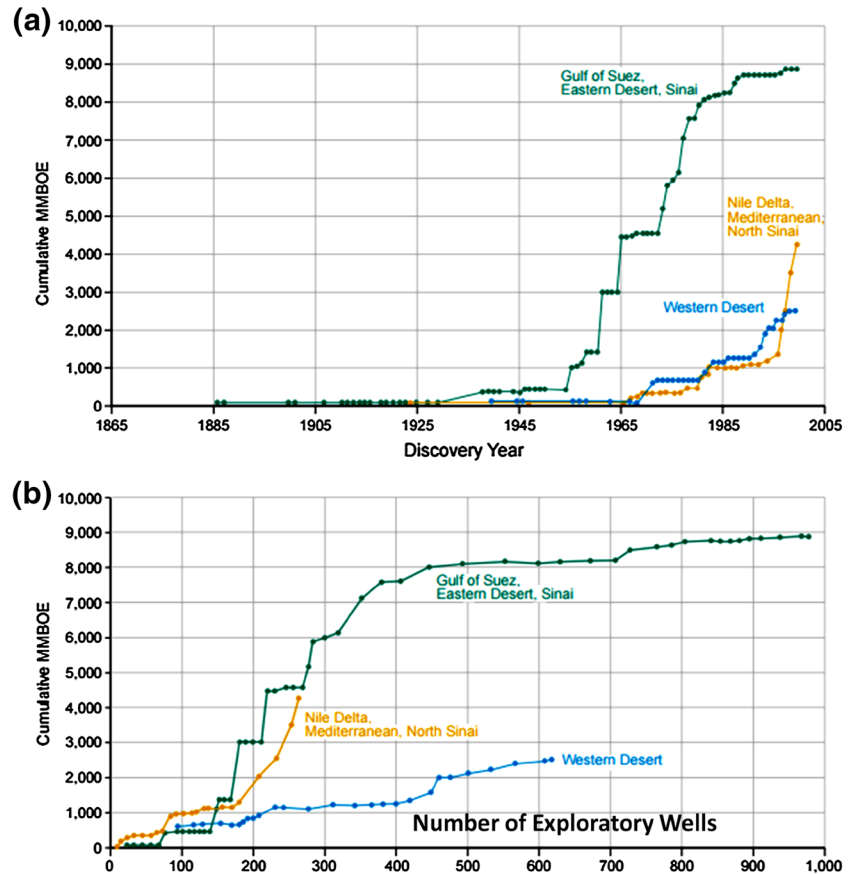 (a)
10,000
9,000
8,000
7,000
6,000
5,000
4,000
3,000
2,000
1,000
0
Cumulative MMBOE
Gulf of Suez,
Eastern Desert, Sinai
Nile Delta,
Mediterranean,
North Sinai
Western Desert
1865 1885 1905 1925 1945 1965 1985 2005
Discovery Year
(b)
10,000
9,000
8,000
7,000
6,000
5,000
4,000
3,000
2,000
1,000
0
Cumulative MMBOE
Gulf of Suez,
Eastern Desert, Sinai
Nile Delta,
Mediterranean, North Sinai
Western Desert
Number of Exploratory Wells
0 100 200 300 400 500 600 700 800 900 1,000